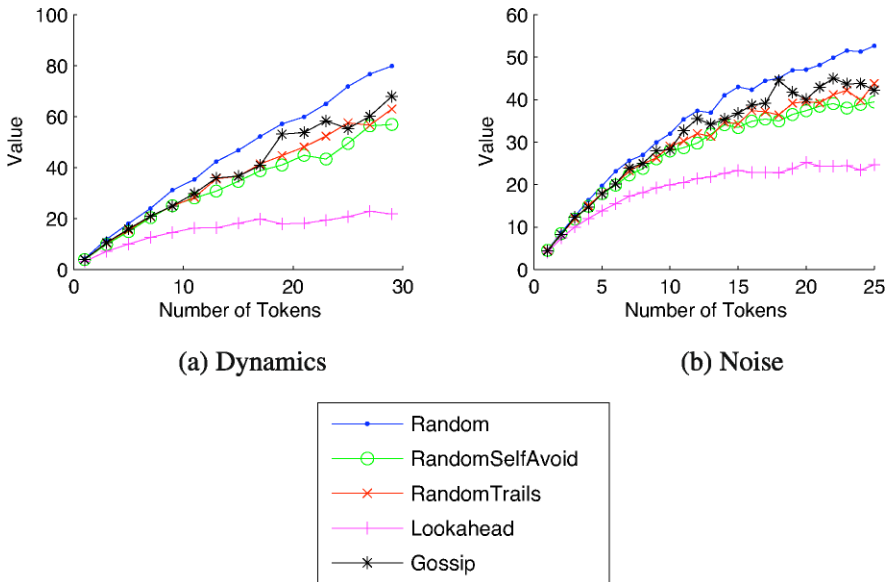 100
80
60
40
20
0
Value
0 10 20 30
Number of Tokens
(a) Dynamics
60
50
40
30
20
10
0
Value
0 5 10 15 20 25
Number of Tokens
(b) Noise
Random
RandomSelfAvoid
RandomTrails
Lookahead
Gossip